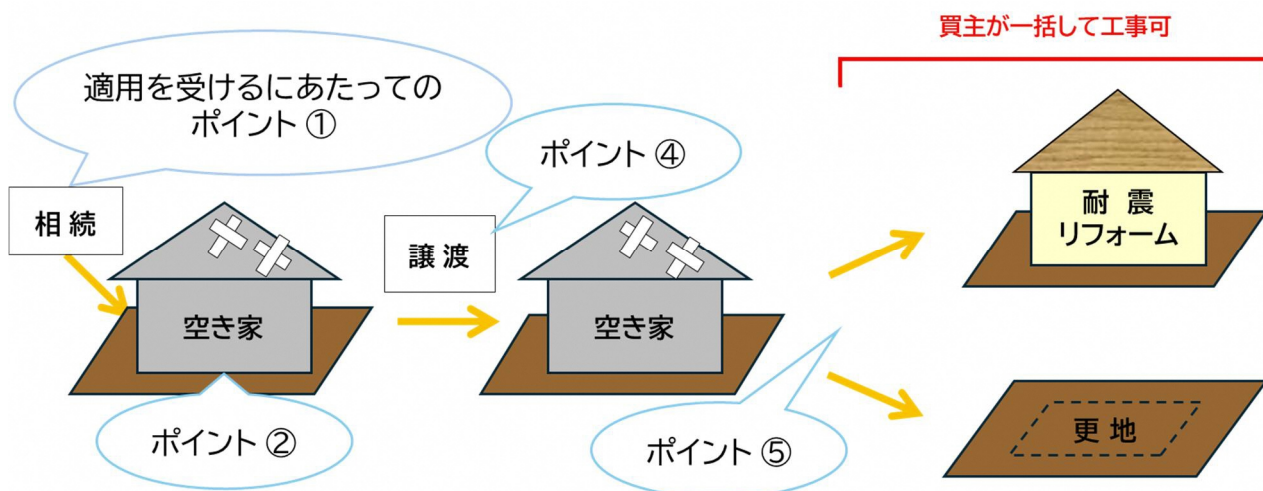 買主が一括して工事可
適用を受けるにあたっての
ポイント ①
ポイント ④
相 続
譲 渡
空き家
空き家
耐 震
リフォーム
ポイント ②
ポイント ⑤
更 地